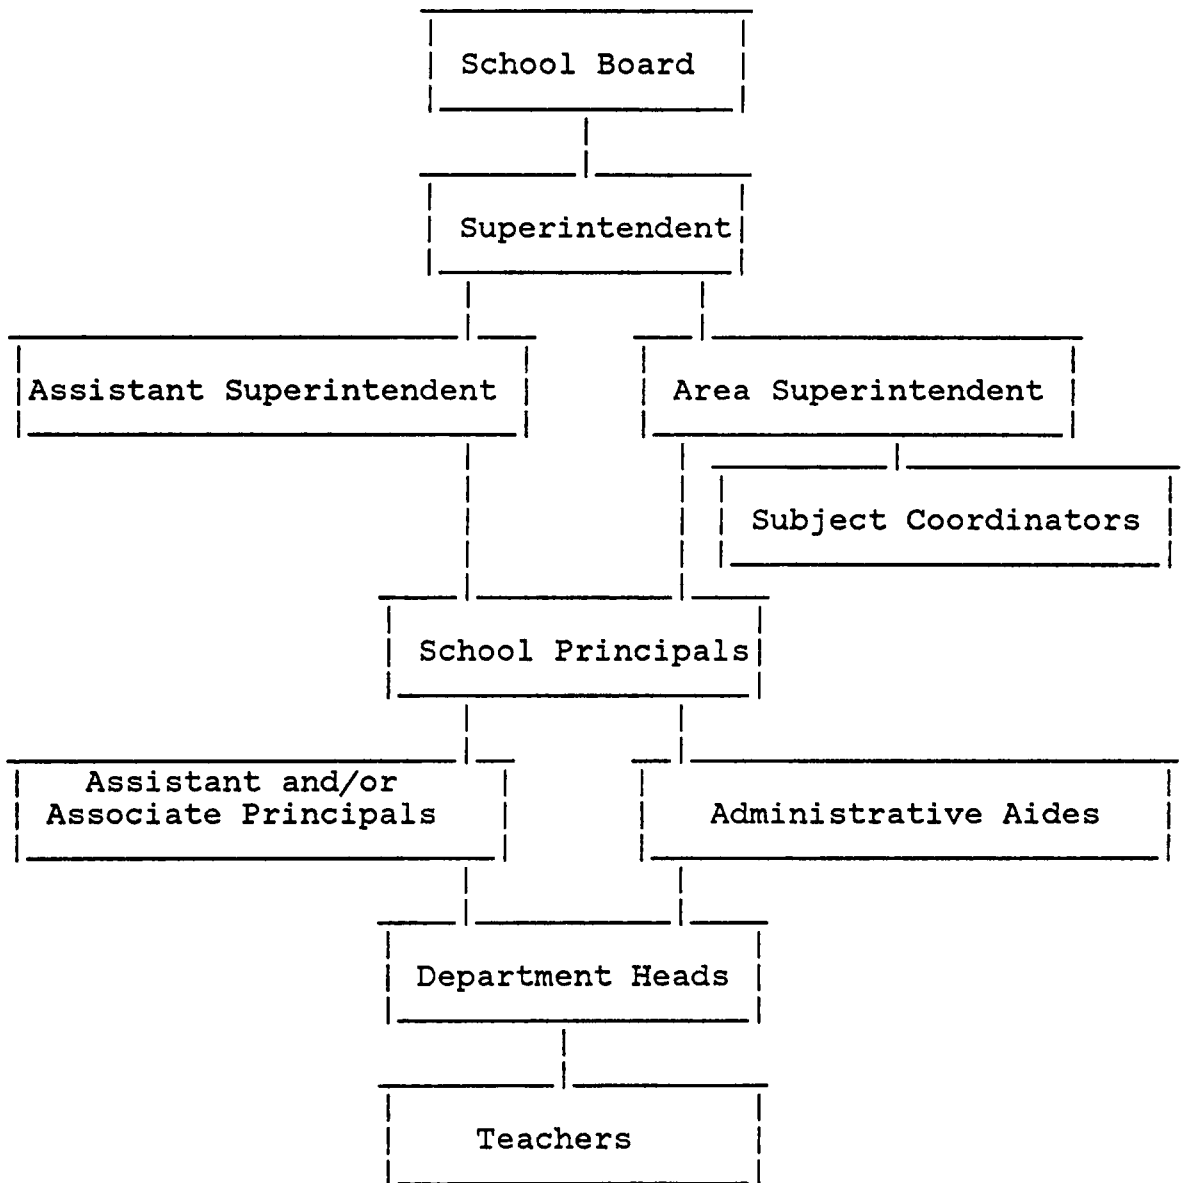 School Board
Superintendent
Assistant Superintendent
Area Superintendent
Subject Coordinators
School Principals
Assistant and/or
Associate Principals
Administrative Aides
Department Heads
Teachers